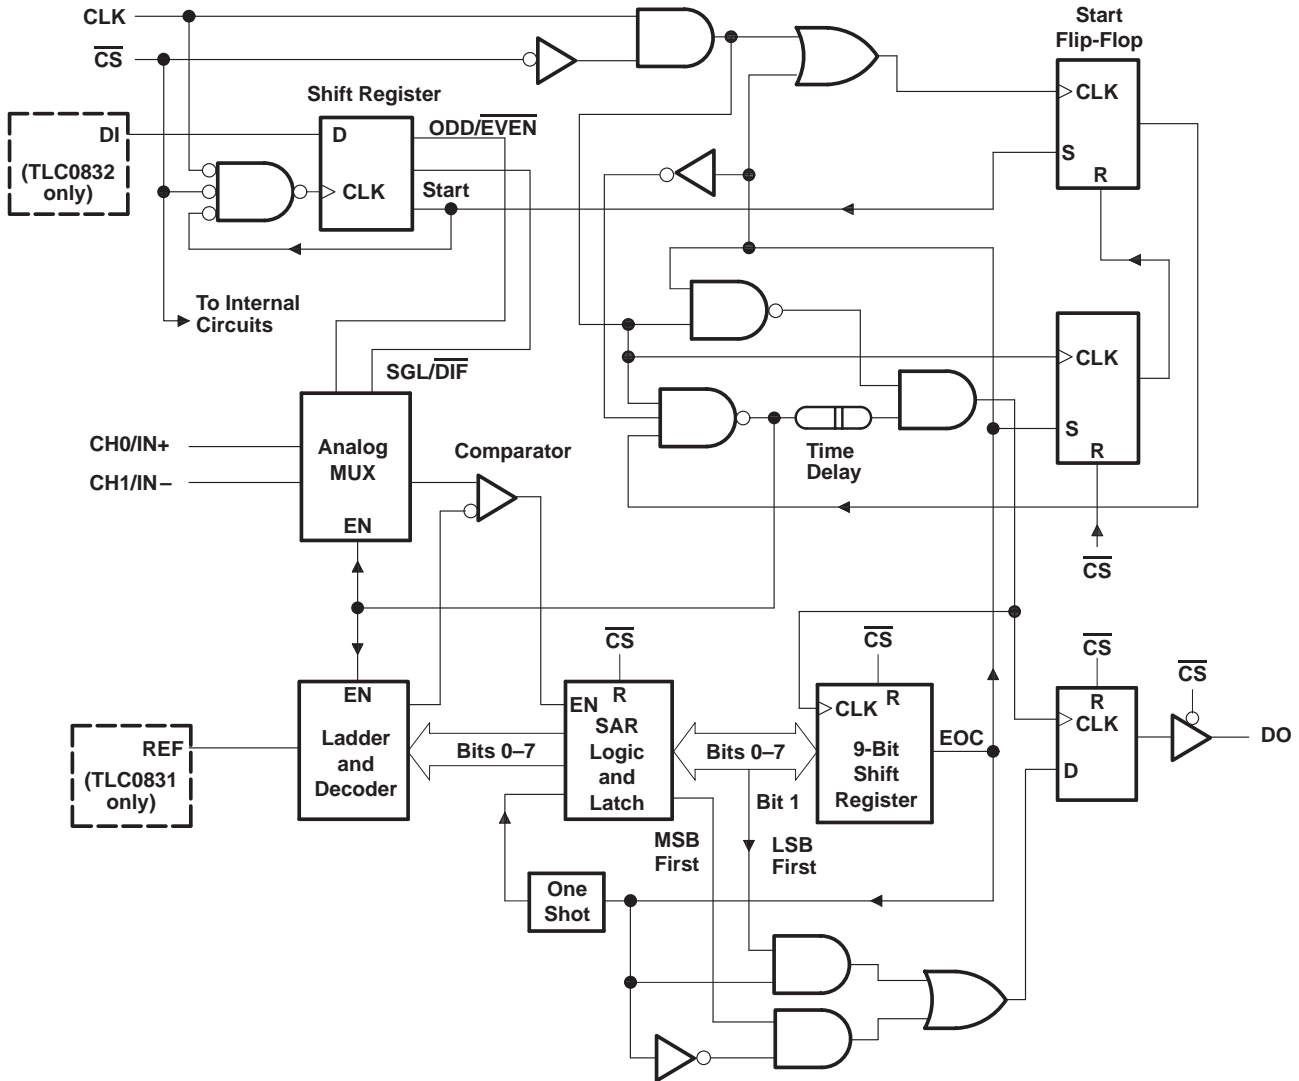 CLK
Start
Flip-Flop
CS
CLK
Shift Register
DI
(TLC0832
only)
D
ODD/EVEN
S
CLK
Start
R
To Internal
Circuits
CLK
SGL/DIF
CH0/IN+
CH1/IN–
Analog
MUX
EN
Comparator
Time
Delay
S
R
CS
CS
CS
CS
CS
REF
(TLC0831
only)
EN
Ladder
and
Decoder
Bits 0–7
R
EN
SAR
Logic
and
Latch
Bits 0–7
R
CLK
9-Bit
Shift
Register
EOC
R
CLK
D
DO
Bit 1
MSB
First
LSB
First
One
Shot